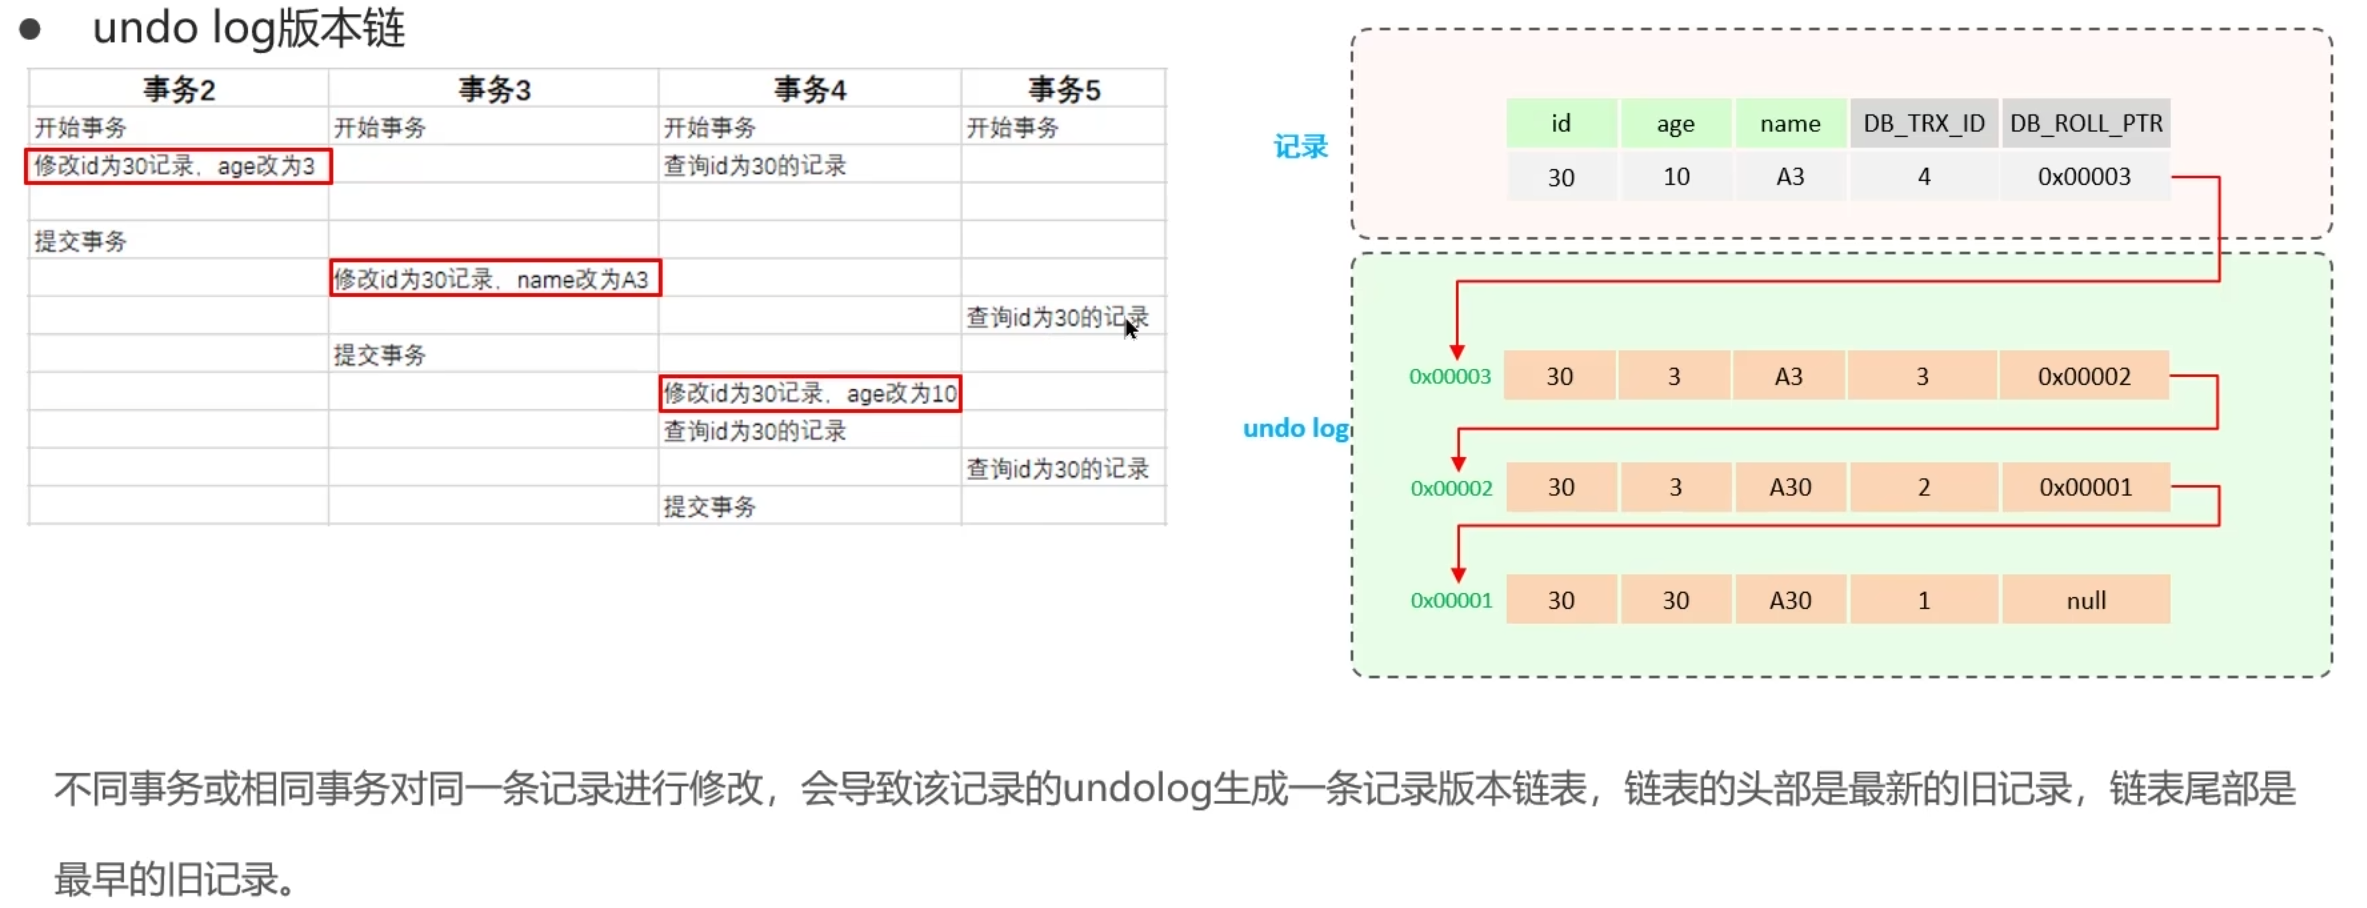 ● undo log版本链
事务2 事务3 事务4 事务5
开始事务 开始事务 开始事务 开始事务
修改id为30记录，age改为3 查询id为30的记录
提交事务
修改id为30记录，name改为A3
查询id为30的记录
提交事务
修改id为30记录，age改为10
查询id为30的记录
查询id为30的记录
提交事务
记录
id age name DB_TRX_ID DB_ROLL_PTR
30 10 A3 4 0x00003
undo log
0x00003 30 3 A3 3 0x00002
0x00002 30 3 A30 2 0x00001
0x00001 30 30 A30 1 null
不同事务或相同事务对同一条记录进行修改，会导致该记录的undolog生成一条记录版本链表，链表的头部是最新的旧记录，链表尾部是
最早的旧记录。